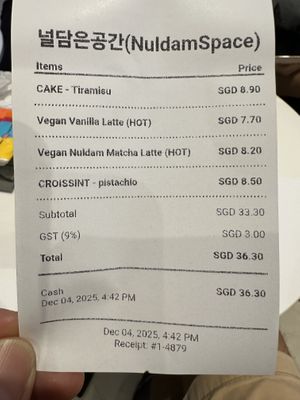 널담은공간(NuldamSpace)
Items Price
CAKE - Tiramisu SGD 8.90
Vegan Vanilla Latte (HOT) SGD 7.70
Vegan Nuldam Matcha Latte (HOT) SGD 8.20
CROISSINT - pistachio SGD 8.50
Subtotal SGD 33.30
GST (9%) SGD 3.00
Total SGD 36.30
Cash SGD 36.30
Dec 04, 2025, 4:42 PM
Dec 04, 2025, 4:42 PM
Receipt: #1-4879